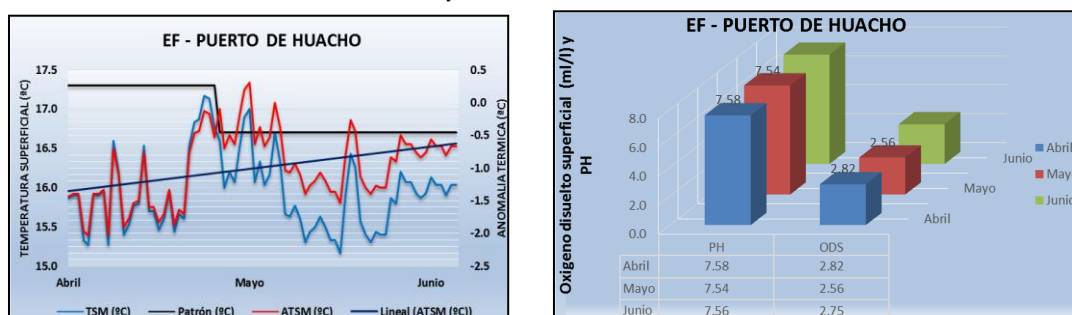 EF - PUERTO DE HUACHO
TEMPERATURA SUPERFICIAL (ºC)
17.5
17.0
16.5
16.0
15.5
15.0
0.5
0.0
-0.5
-1.0
-1.5
-2.0
-2.5
ANOMALIA TERMICA (ºC)
Abril Mayo Junio
TSM (ºC) Patrón (ºC) ATSM (ºC) Lineal (ATSM (ºC))
EF - PUERTO DE HUACHO
Oxigeno disuelto superficial (ml/l) y
PH
8.0
6.0
4.0
2.0
0.0
7.58
7.54
2.82
2.56
Junio
Mayo
Abril
Abril
Mayo
Junio
PH ODS
Abril 7.58 2.82
Mayo 7.54 2.56
Junio 7.56 2.75